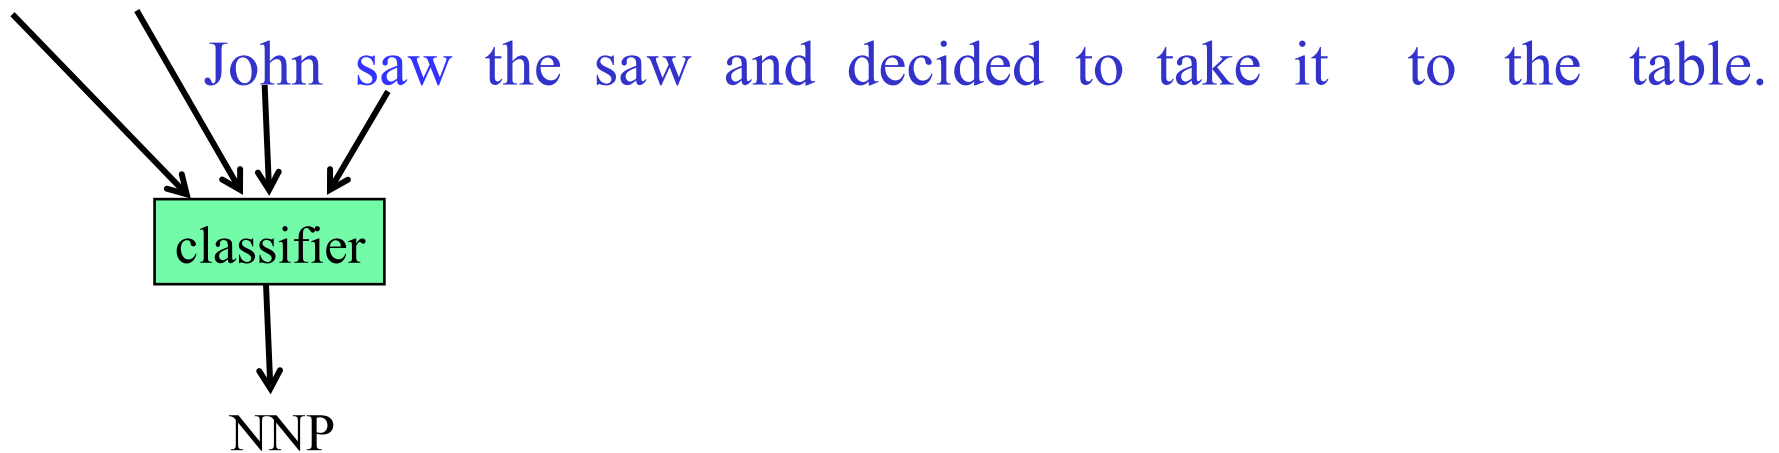 John saw the saw and decided to take it to the table.
classifier
NNP